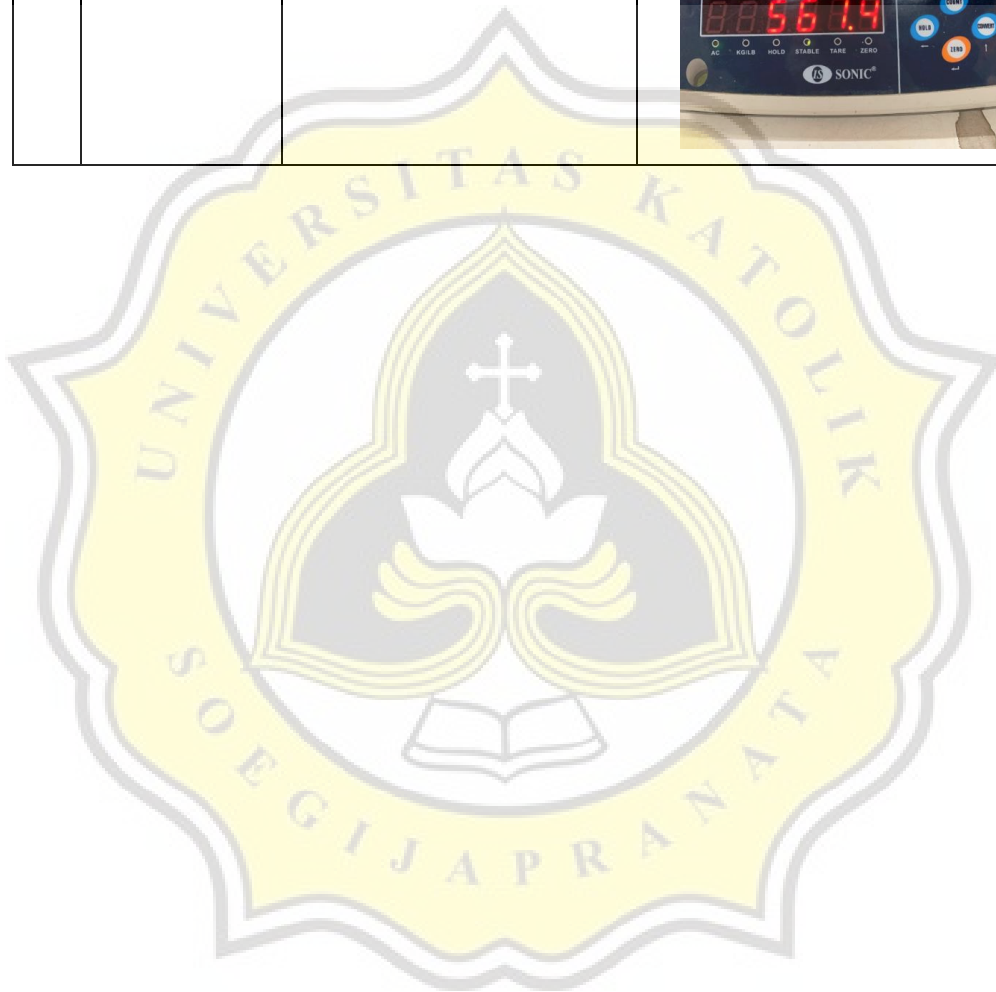 561.4
HOLD
ZERO
AC KG/LB HOLD STABLE TARE ZERO
SONIC®
UNIVERSITAS KATOLIK
SOEGIJAPRANATA